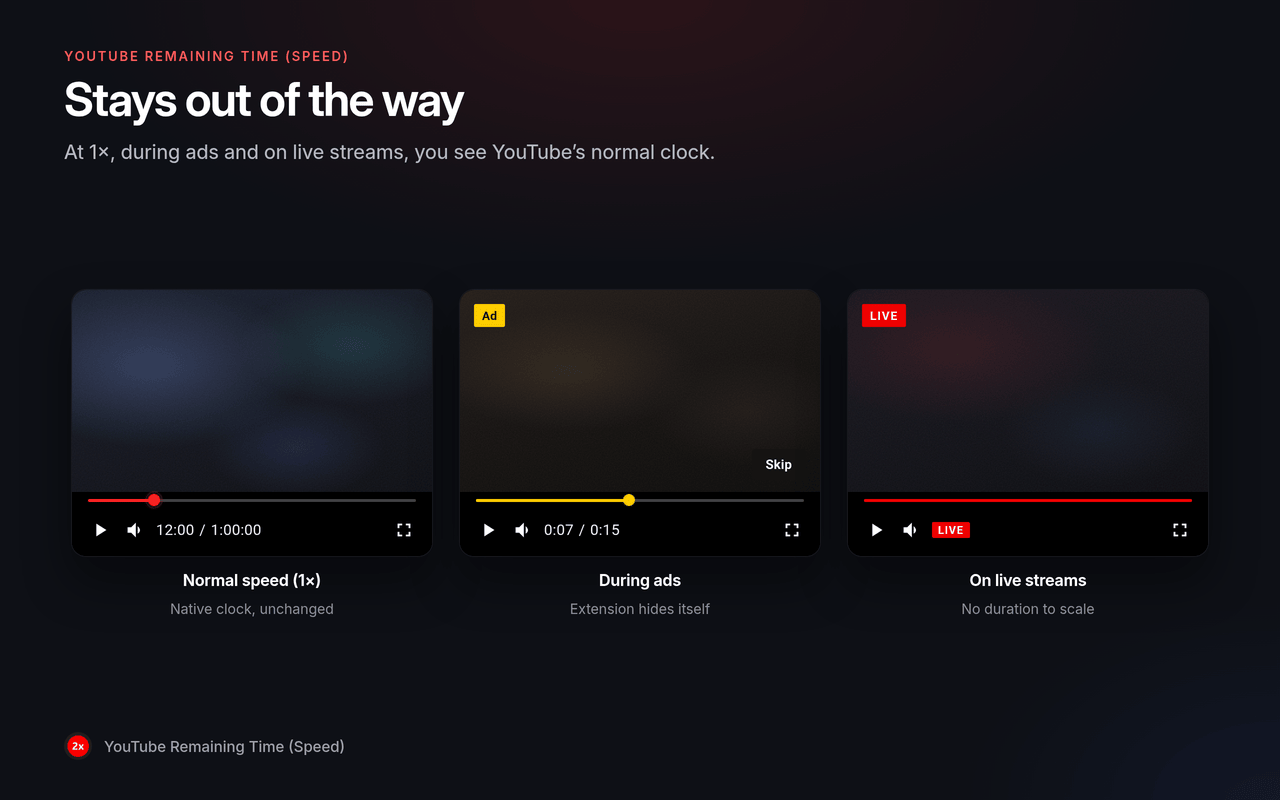 YOUTUBE REMAINING TIME (SPEED)
Stays out of the way
At 1×, during ads and on live streams, you see YouTube’s normal clock.
Ad
LIVE
Skip
12:00 / 1:00:00
0:07 / 0:15
LIVE
Normal speed (1×)
During ads
On live streams
Native clock, unchanged
Extension hides itself
No duration to scale
2x
YouTube Remaining Time (Speed)